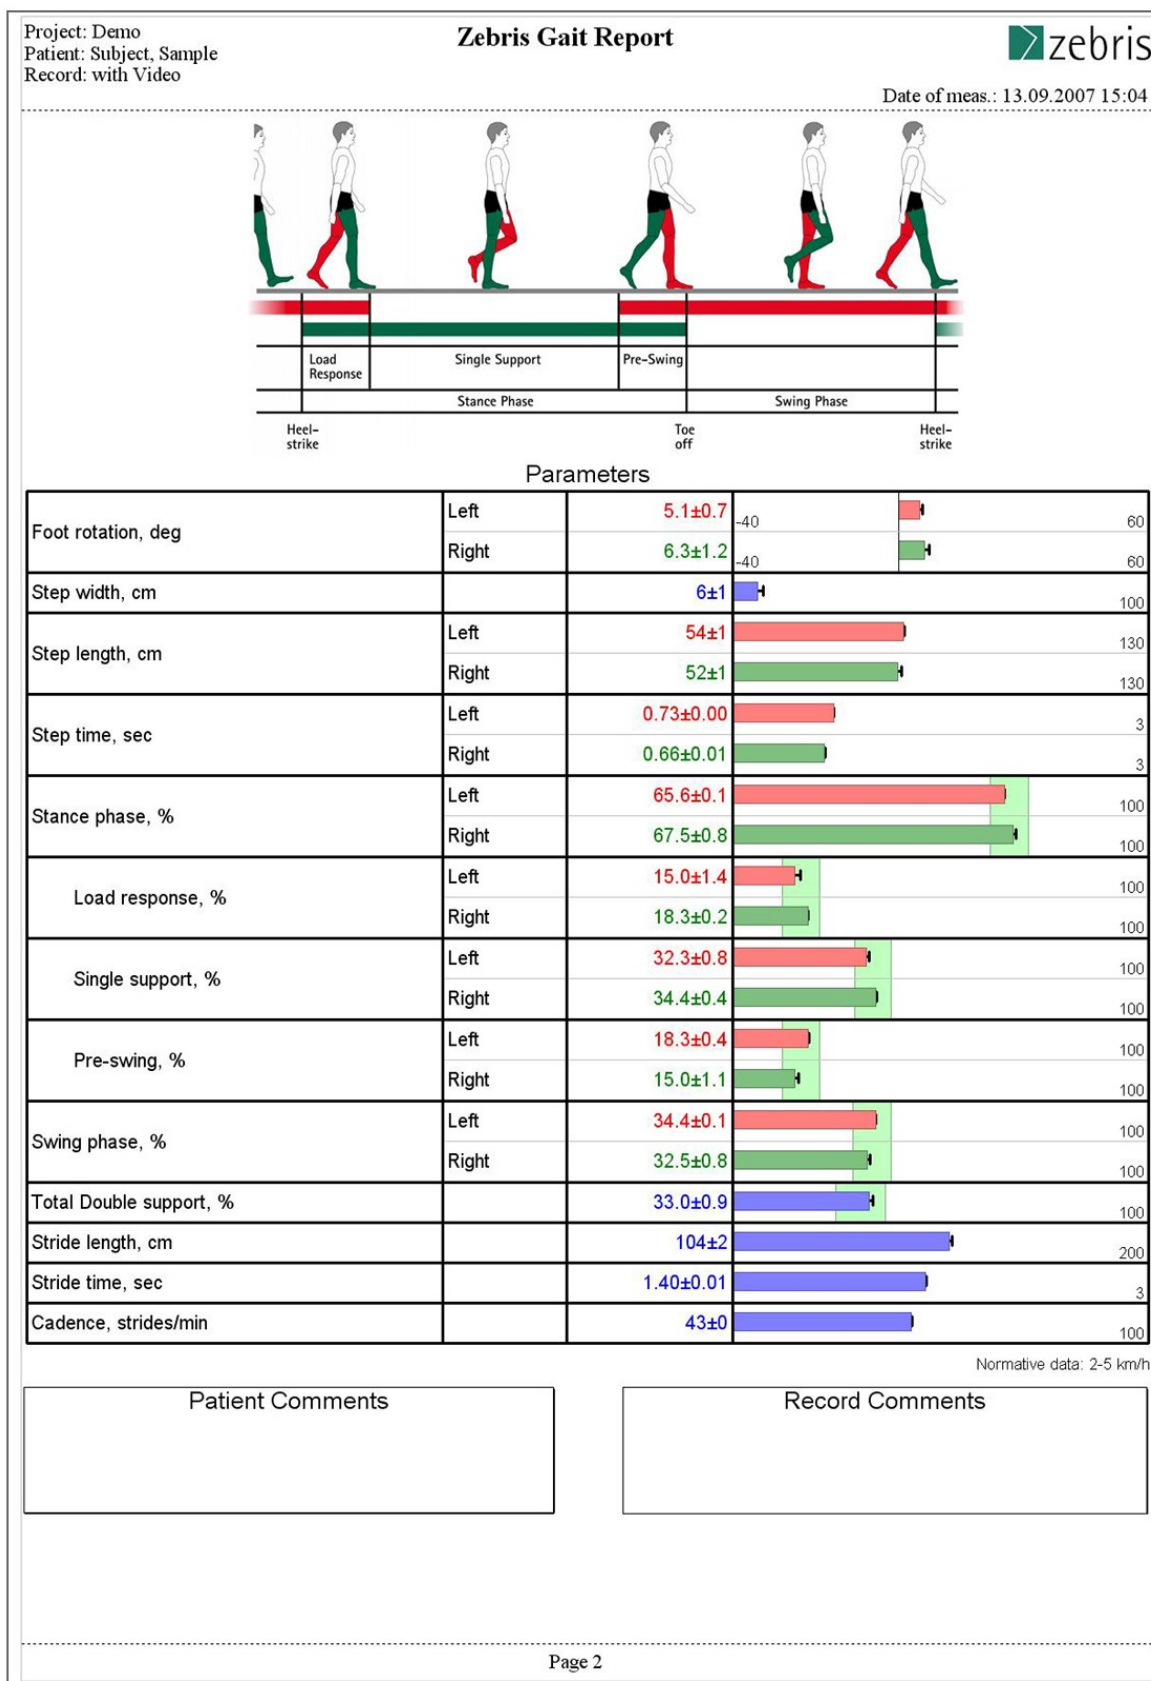 Project: Demo
Patient: Subject, Sample
Record: with Video
Zebris Gait Report
zebris
Date of meas.: 13.09.2007 15:04
Load Response
Single Support
Pre-Swing
Stance Phase
Swing Phase
Heel-strike
Toe off
Heel-strike
Parameters
Foot rotation, deg
Left 5.1±0.7 -40 60
Right 6.3±1.2 -40 60
Step width, cm 6±1 100
Step length, cm
Left 54±1 130
Right 52±1 130
Step time, sec
Left 0.73±0.00 3
Right 0.66±0.01 3
Stance phase, %
Left 65.6±0.1 100
Right 67.5±0.8 100
Load response, %
Left 15.0±1.4 100
Right 18.3±0.2 100
Single support, %
Left 32.3±0.8 100
Right 34.4±0.4 100
Pre-swing, %
Left 18.3±0.4 100
Right 15.0±1.1 100
Swing phase, %
Left 34.4±0.1 100
Right 32.5±0.8 100
Total Double support, % 33.0±0.9 100
Stride length, cm 104±2 200
Stride time, sec 1.40±0.01 3
Cadence, strides/min 43±0 100
Normative data: 2-5 km/h
Patient Comments
Record Comments
Page 2